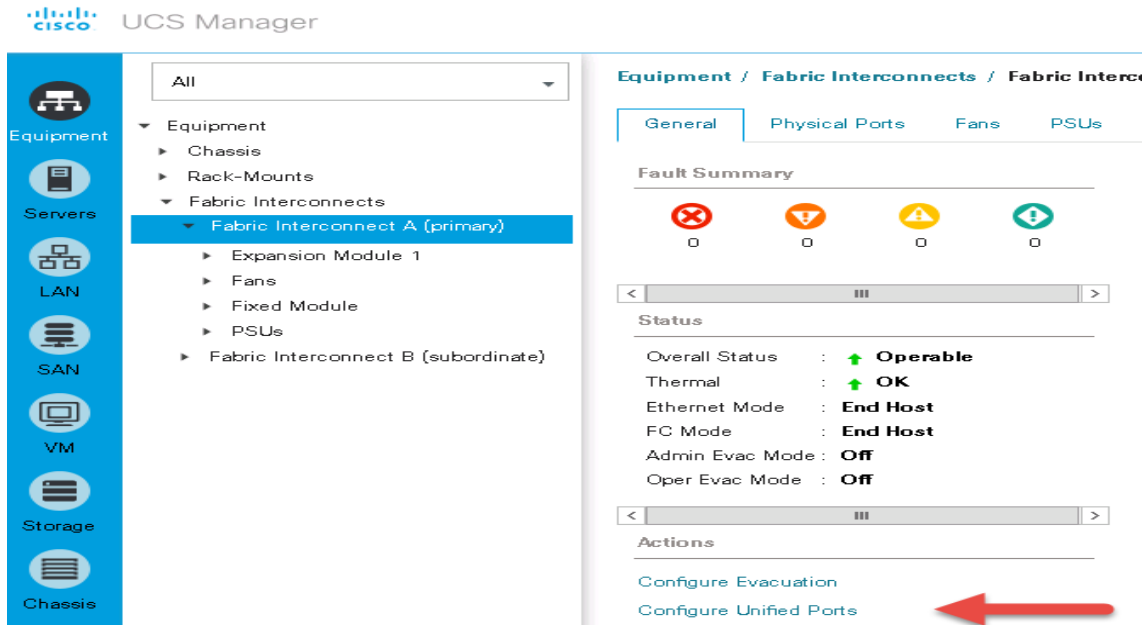 CISCO UCS Manager
Equipment
Servers
LAN
SAN
VM
Storage
Chassis
All
Equipment
Chassis
Rack-Mounts
Fabric Interconnects
Fabric Interconnect A (primary)
Expansion Module 1
Fans
Fixed Module
PSUs
Fabric Interconnect B (subordinate)
Equipment / Fabric Interconnects / Fabric Interc
General Physical Ports Fans PSUs
Fault Summary
0 0 0 0
Status
Overall Status : Operable
Thermal : OK
Ethernet Mode : End Host
FC Mode : End Host
Admin Evac Mode : Off
Oper Evac Mode : Off
Actions
Configure Evacuation
Configure Unified Ports